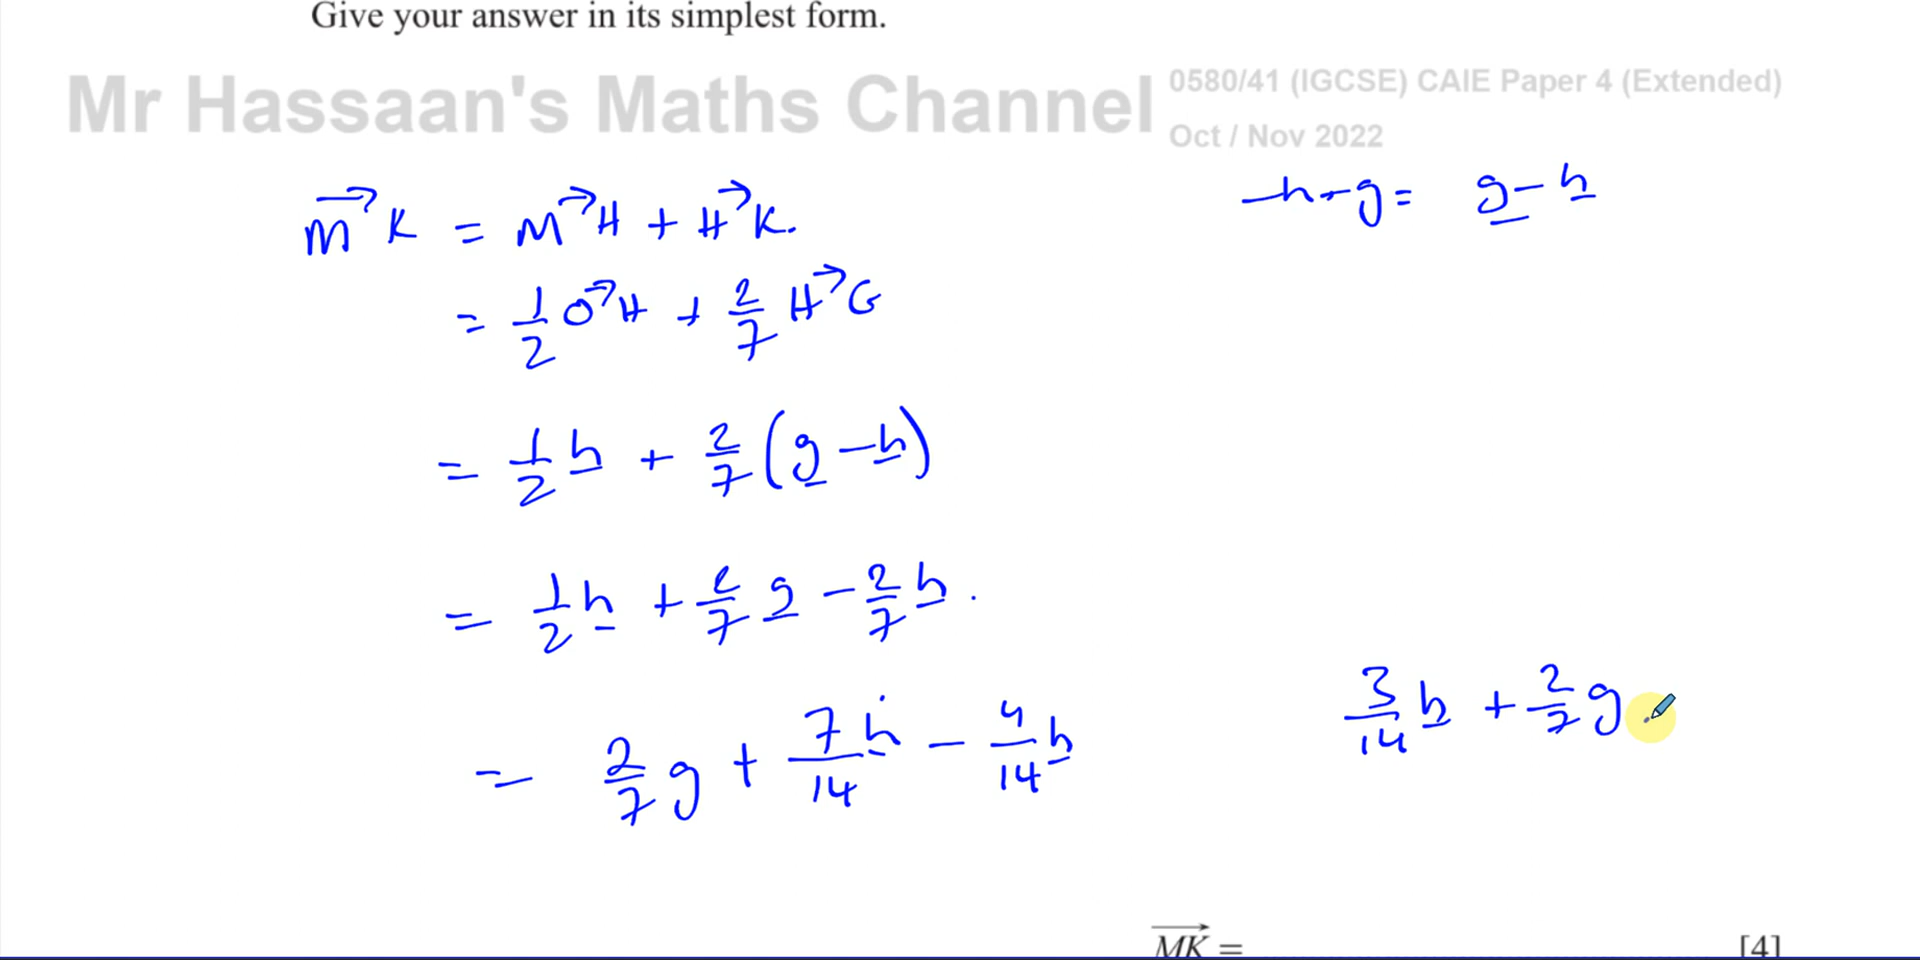 Give your answer in its simplest form.
Mr Hassaan's Maths Channel
0580/41 (IGCSE) CAIE Paper 4 (Extended)
Oct / Nov 2022
-h+g = g-h
MK = MH + HK.
= 1/2 OH + 2/7 HG
= 1/2 h + 2/7 (g-h)
= 1/2 h + 2/7 g - 2/7 h.
= 2/7 g + 7h/14 - 4/14 h
3/14 h + 2/7 g
MK =
[4]